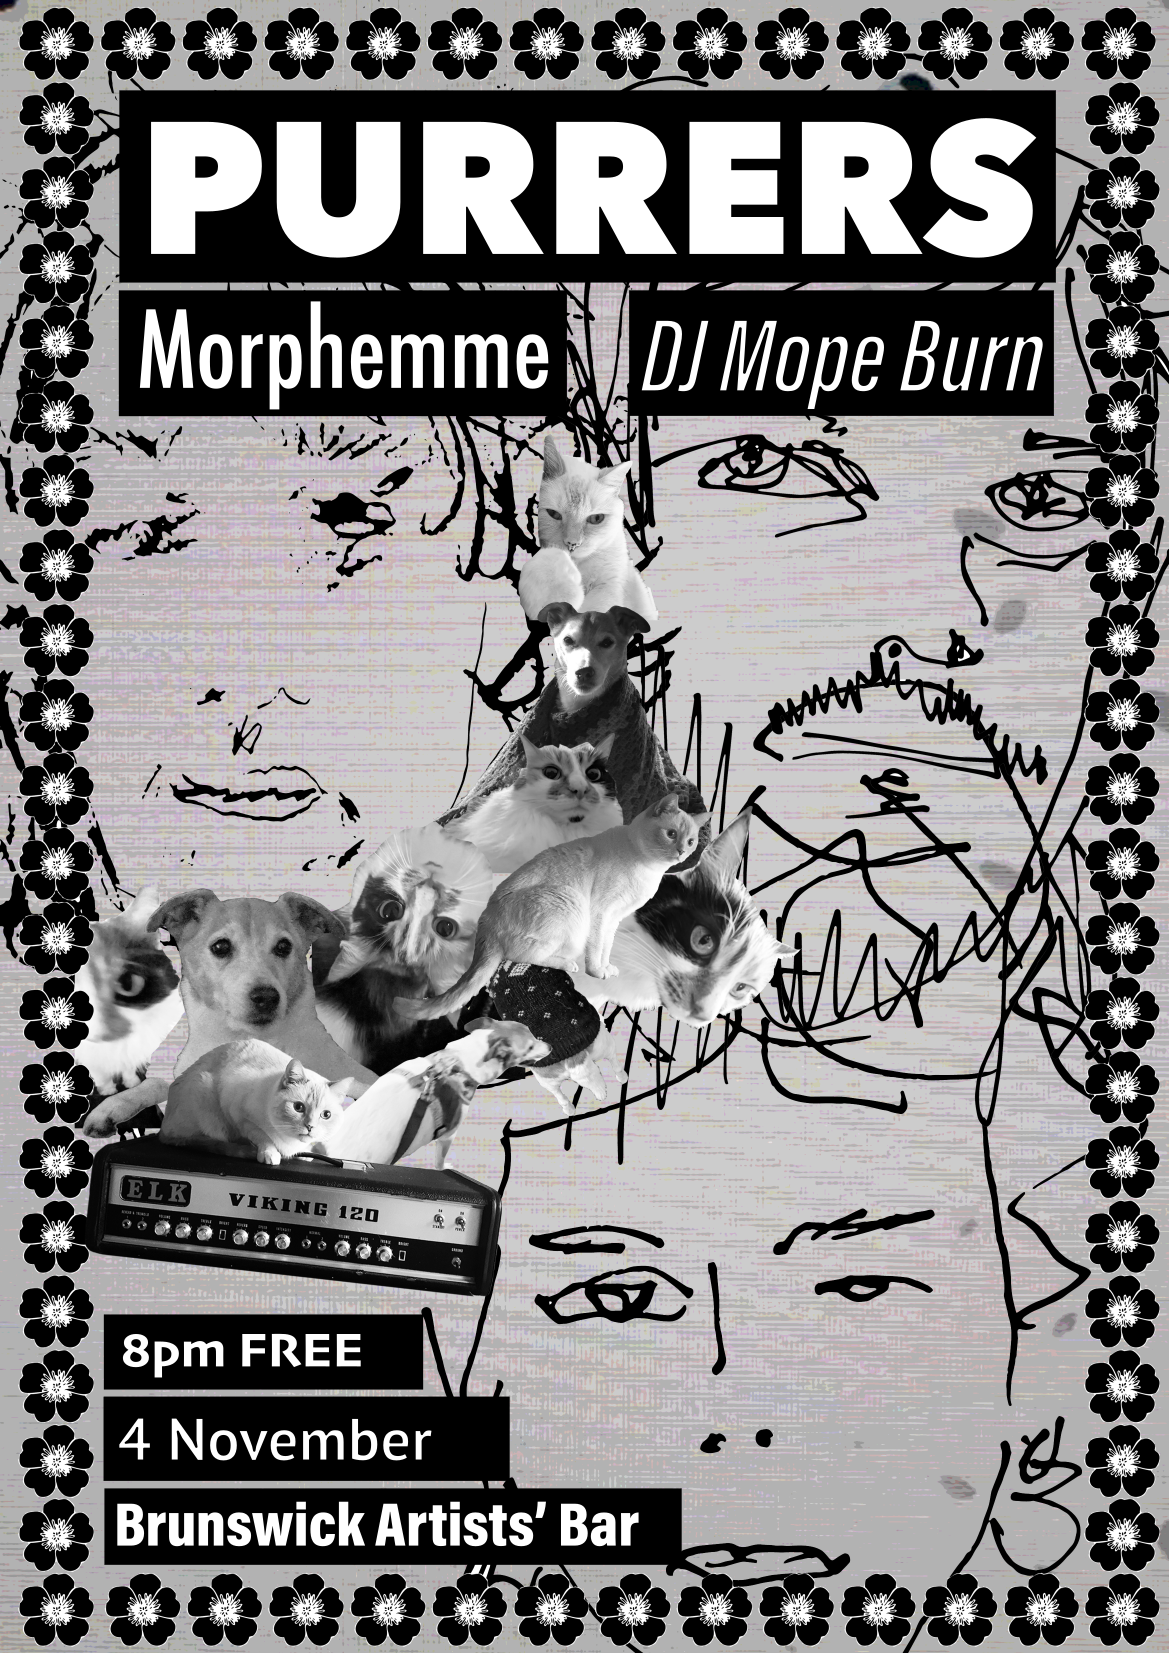 PURRERS
Morphemme
DJ Mope Burn
ELK
VIKING 120
8pm FREE
4 November
Brunswick Artists’ Bar